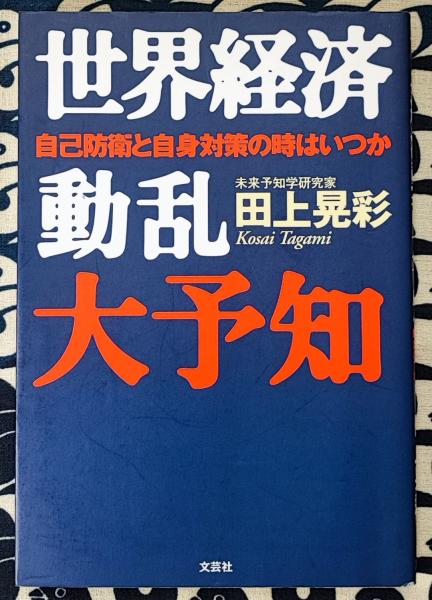 世界経済
自己防衛と自身対策の時はいつか
動乱
未来予知学研究家
田上晃彩
Kosai Tagami
大予知
文芸社